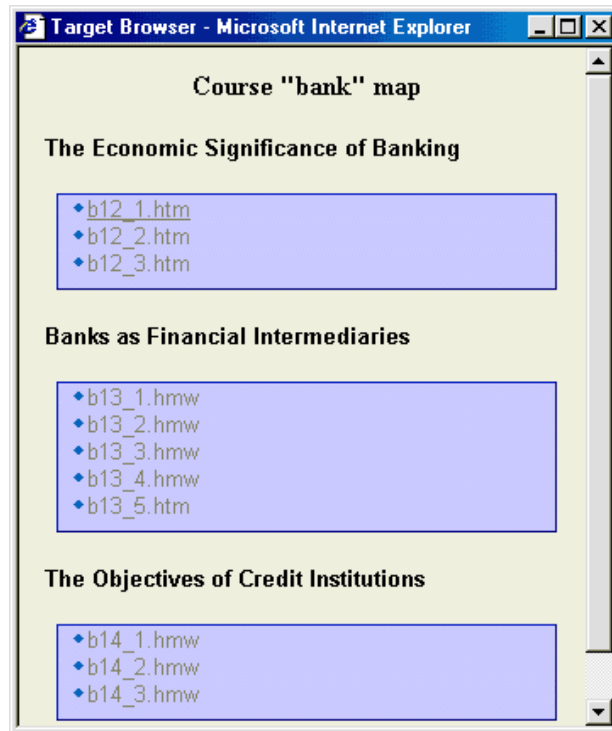 Target Browser - Microsoft Internet Explorer
Course "bank" map
The Economic Significance of Banking
b12_1.htm
b12_2.htm
b12_3.htm
Banks as Financial Intermediaries
b13_1.hmw
b13_2.hmw
b13_3.hmw
b13_4.hmw
b13_5.htm
The Objectives of Credit Institutions
b14_1.hmw
b14_2.hmw
b14_3.hmw